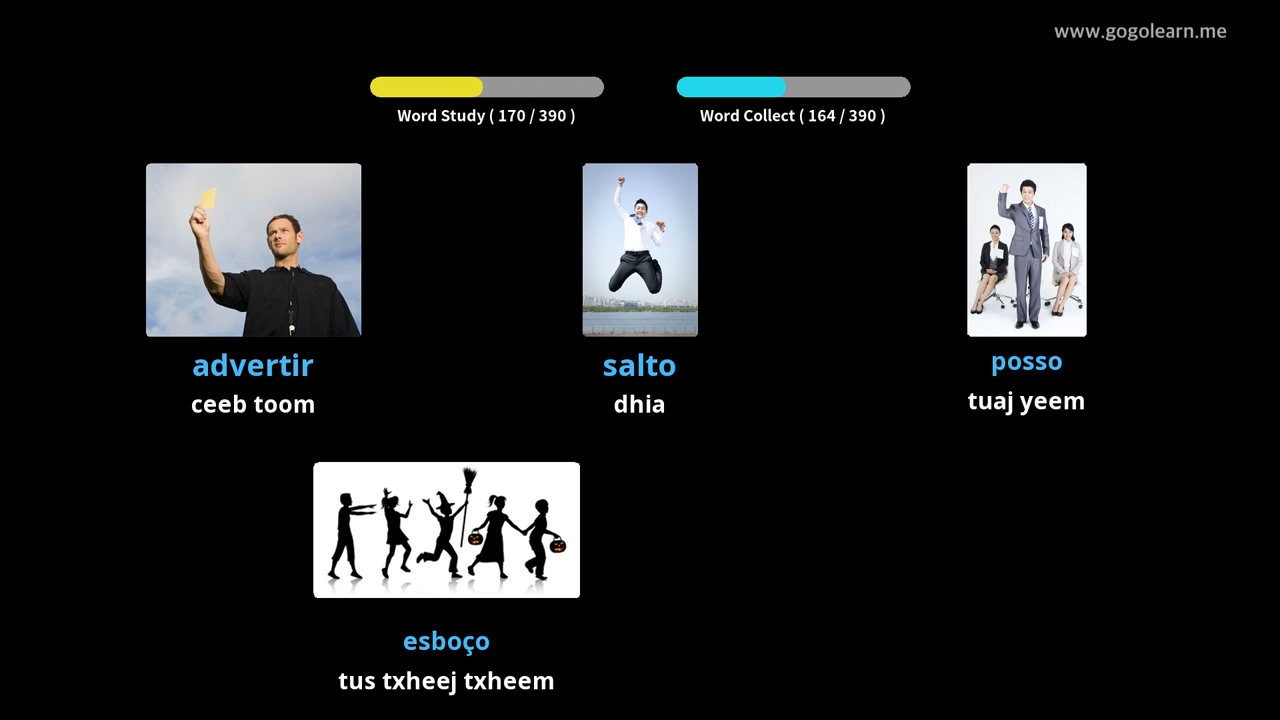 www.gogolearn.me
Word Study ( 170 / 390 )
Word Collect ( 164 / 390 )
advertir
ceeb toom
salto
dhia
posso
tuaj yeem
esboço
tus txheej txheem